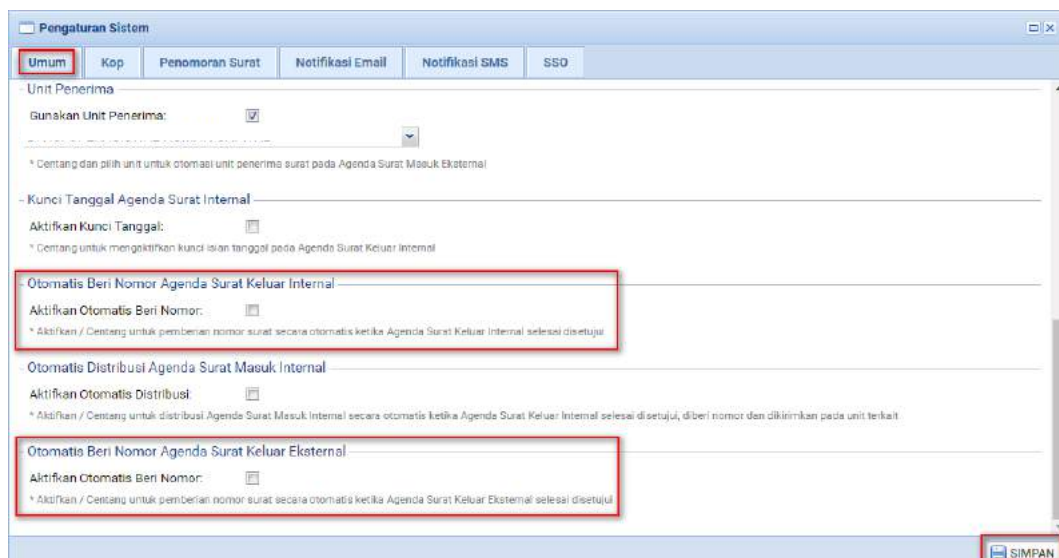 Pengaturan Sistem
Umum Kop Penomoran Surat Notifikasi Email Notifikasi SMS SSO
Unit Penerima
Gunakan Unit Penerima:
* Centang dan pilih unit untuk otomasi unit penerima surat pada Agenda Surat Masuk Eksternal
Kunci Tanggal Agenda Surat Internal
Aktifkan Kunci Tanggal:
* Centang untuk mengaktifkan kunci isian tanggal pada Agenda Surat Keluar Internal
Otomatis Beri Nomor Agenda Surat Keluar Internal
Aktifkan Otomatis Beri Nomor:
* Aktifkan / Centang untuk pemberian nomor surat secara otomatis ketika Agenda Surat Keluar Internal selesai disetujui
Otomatis Distribusi Agenda Surat Masuk Internal
Aktifkan Otomatis Distribusi:
* Aktifkan / Centang untuk distribusi Agenda Surat Masuk Internal secara otomatis ketika Agenda Surat Keluar Internal selesai disetujui, diberi nomor dan dikirimkan pada unit terkait
Otomatis Beri Nomor Agenda Surat Keluar Eksternal
Aktifkan Otomatis Beri Nomor:
* Aktifkan / Centang untuk pemberian nomor surat secara otomatis ketika Agenda Surat Keluar Eksternal selesai disetujui
SIMPAN